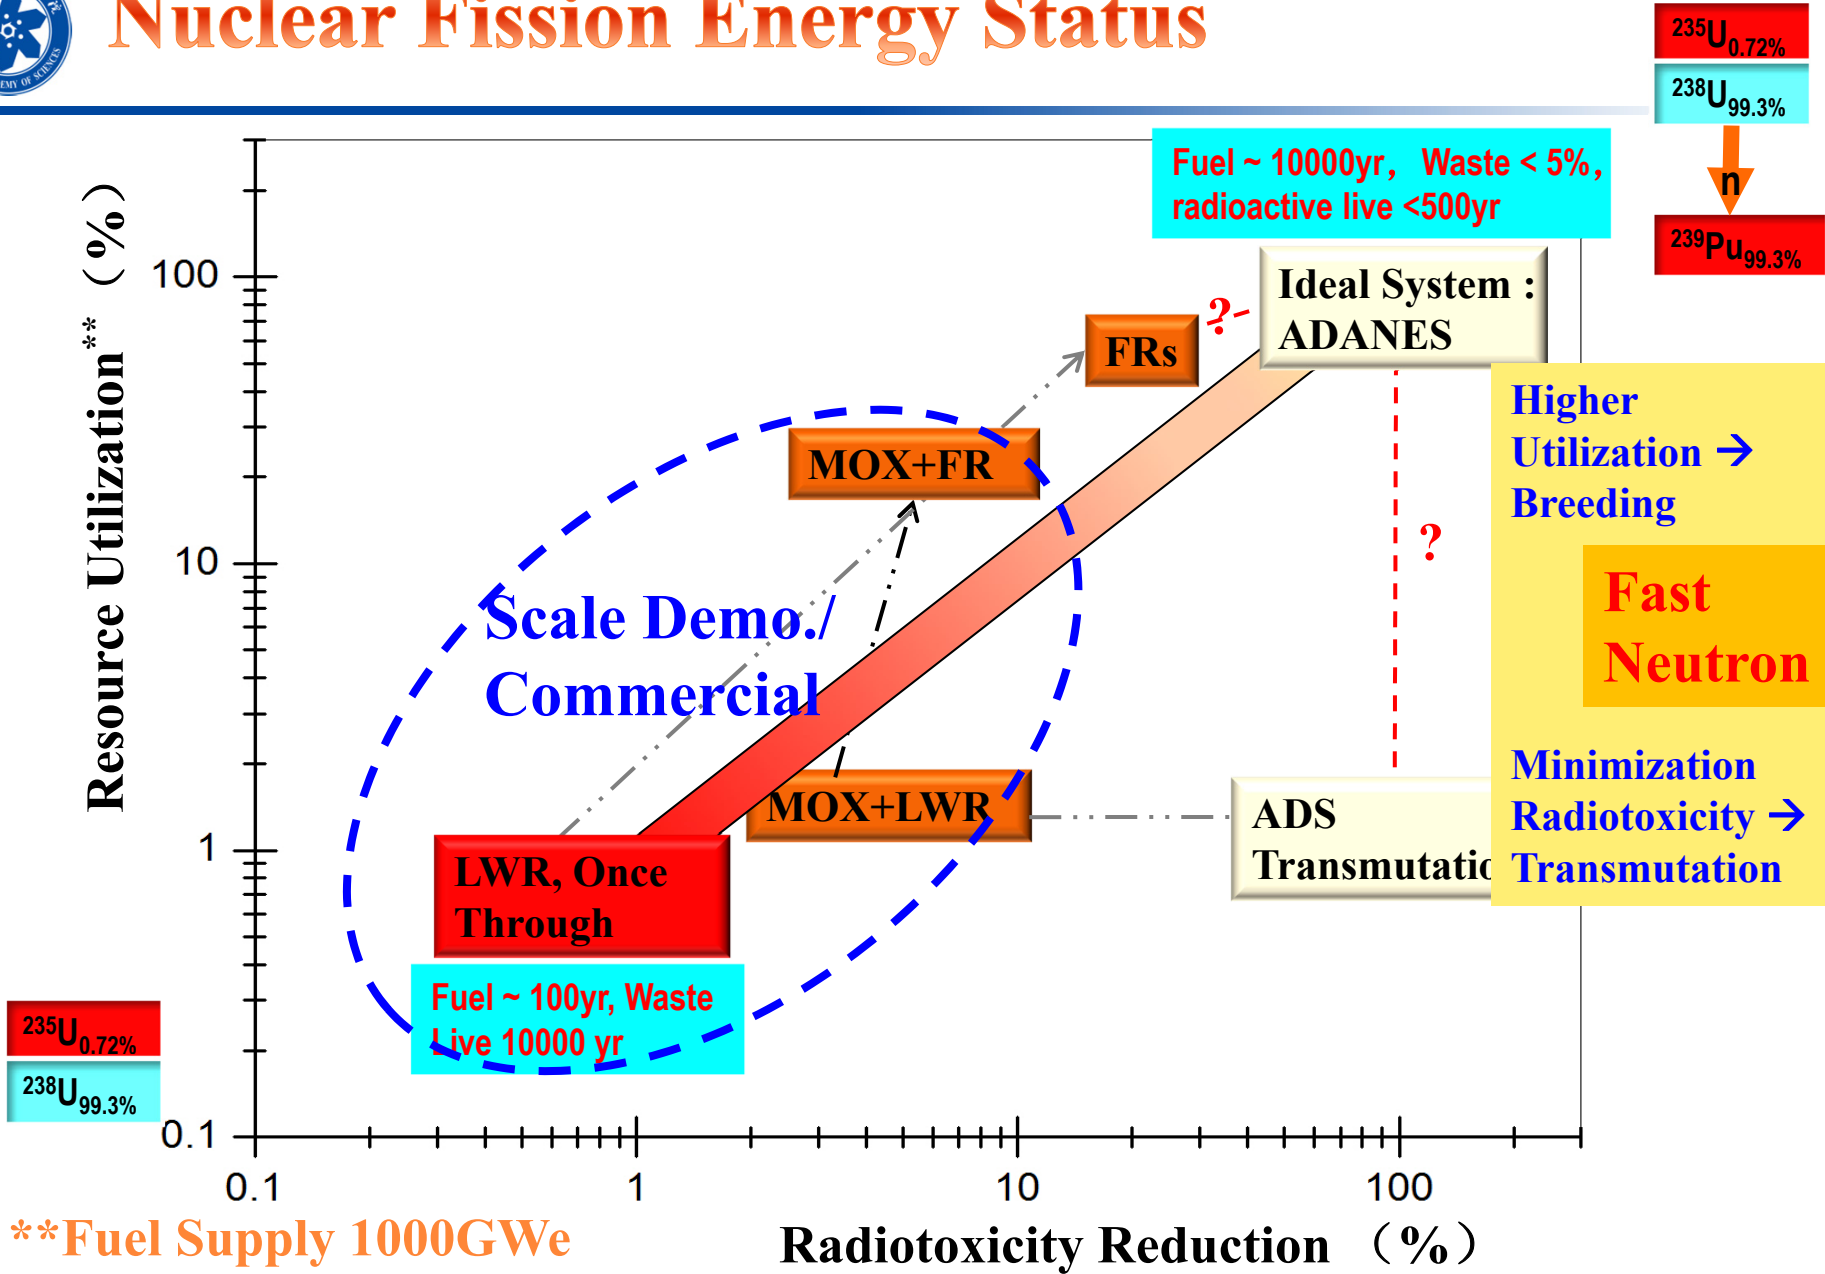 Nuclear Fission Energy Status
235U0.72%
238U99.3%
n
239Pu99.3%
Fuel ~ 10000yr, Waste < 5%,
radioactive live <500yr
Resource Utilization** (%)
100
10
1
0.1
Ideal System :
ADANES
?
FRs
MOX+FR
Higher
Utilization →
Breeding
?
Fast
Neutron
Scale Demo./
Commercial
MOX+LWR
ADS
Transmutatio
Minimization
Radiotoxicity →
Transmutation
LWR, Once
Through
Fuel ~ 100yr, Waste
Live 10000 yr
235U0.72%
238U99.3%
0.1
1
10
100
**Fuel Supply 1000GWe
Radiotoxicity Reduction (%)